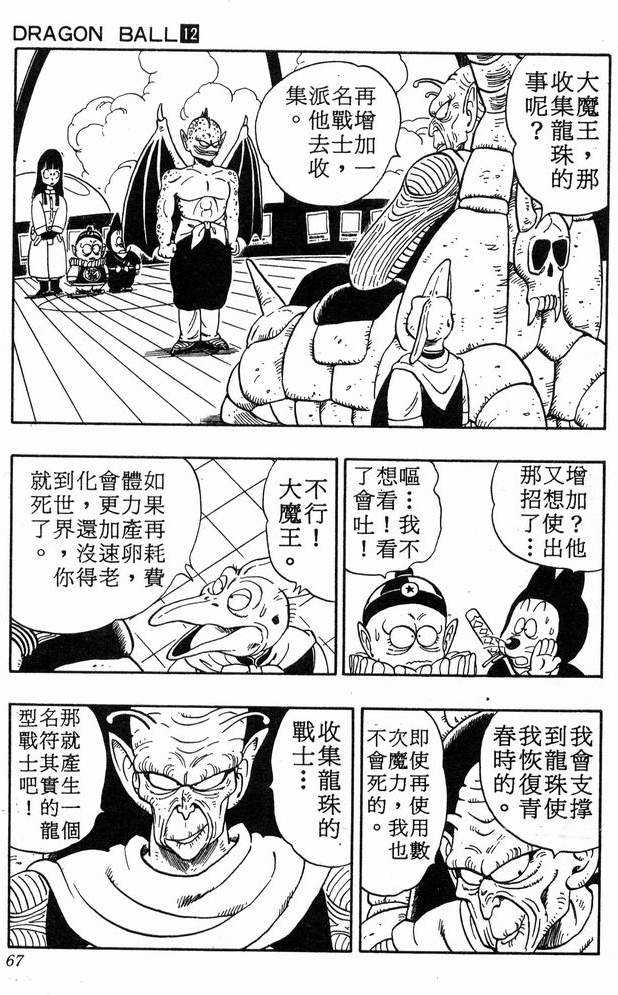 DRAGON BALL 12
大魔王，那
收集龍珠的
事呢？
再增加一
名戰士，
派他去收
集。
增加？他
又想使出
那招了…
嘔…我不
想看！看
了會吐！
不行！
大魔王。
如果再耗費
體力產卵，
會更加速老
化，還沒得
到世界，你
就死了。
我會支撐
到龍珠使
我恢復青
春時的。
即使再使用數
次魔力，我也
不會死的。
收集龍珠的
戰士…
那就產生一個
名符其實的龍
型戰士吧！
67